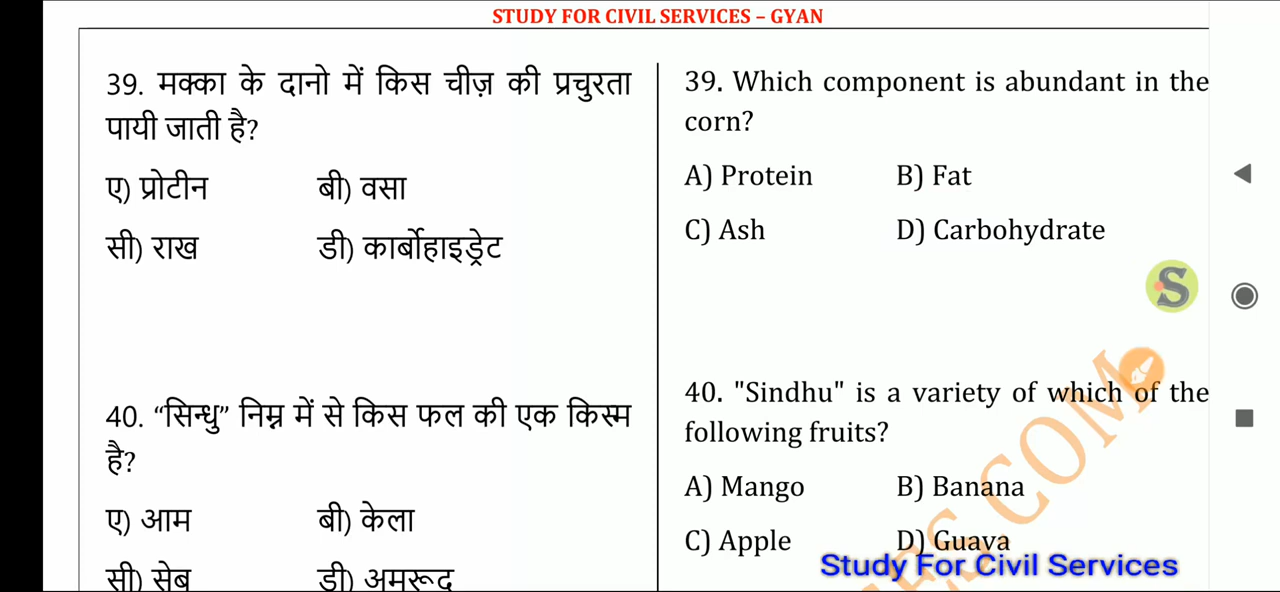 STUDY FOR CIVIL SERVICES – GYAN
39. मक्का के दानो में किस चीज़ की प्रचुरता
पायी जाती है?
ए) प्रोटीन बी) वसा
सी) राख डी) कार्बोहाइड्रेट
40. “सिन्धु” निम्न में से किस फल की एक किस्म
है?
ए) आम बी) केला
सी) सेब डी) अमरूद
39. Which component is abundant in the
corn?
A) Protein B) Fat
C) Ash D) Carbohydrate
S
40. "Sindhu" is a variety of which of the
following fruits?
A) Mango B) Banana
C) Apple D) Guava
Study For Civil Services